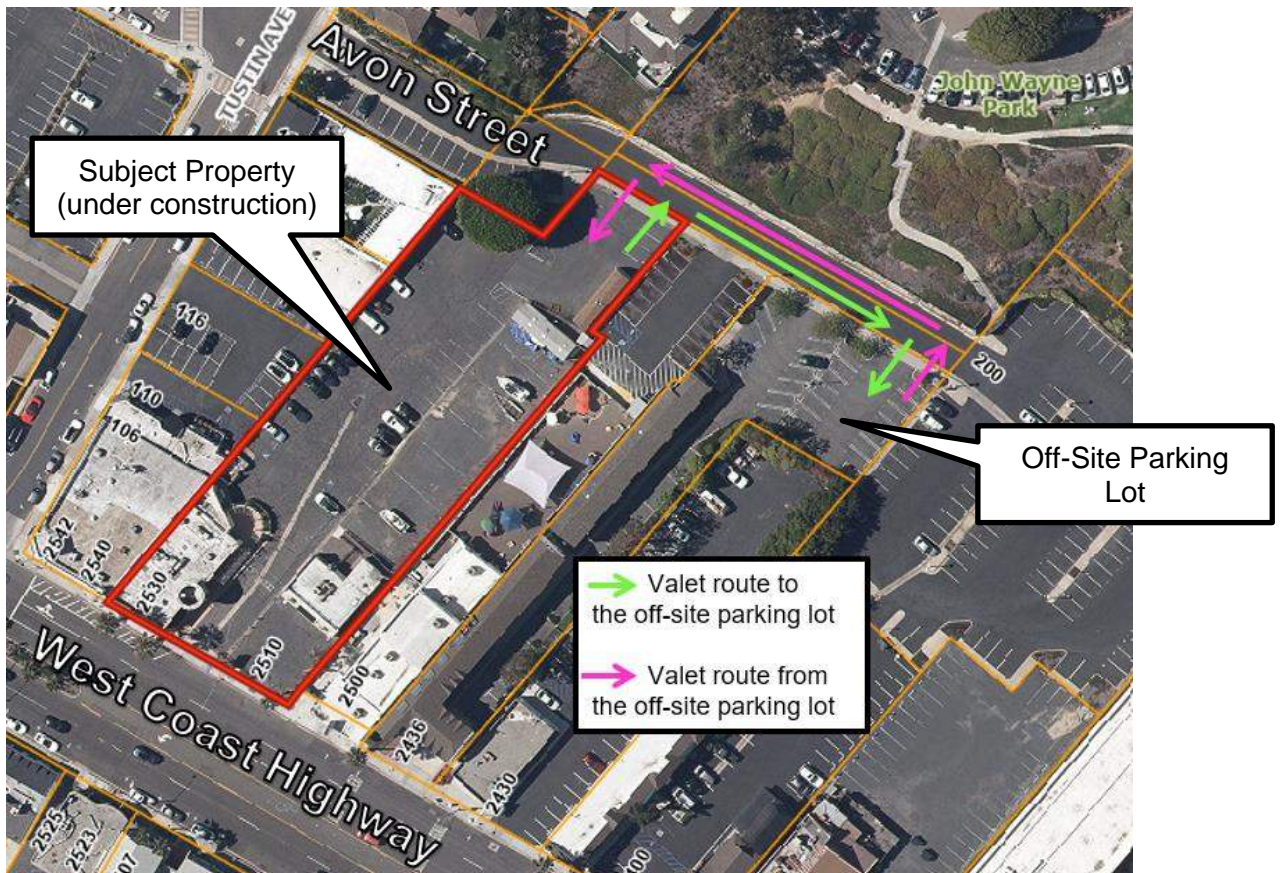 TUSTIN AVE
Avon Street
John Wayne
Park
Subject Property
(under construction)
116
110
106
200
Off-Site Parking
Lot
2542
2540
2530
2510
2500
2436
2430
Valet route to
the off-site parking lot
Valet route from
the off-site parking lot
West Coast Highway
2525
2523